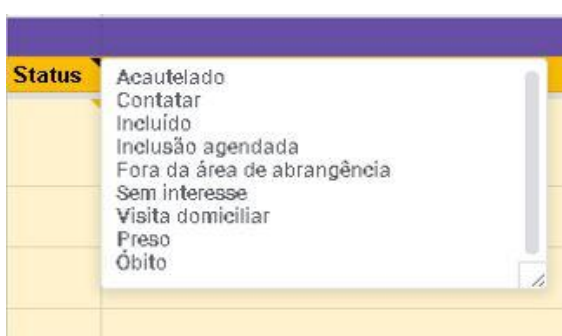 Status
Acautelado
Contatar
Incluído
Inclusão agendada
Fora da área de abrangência
Sem interesse
Visita domiciliar
Preso
Óbito